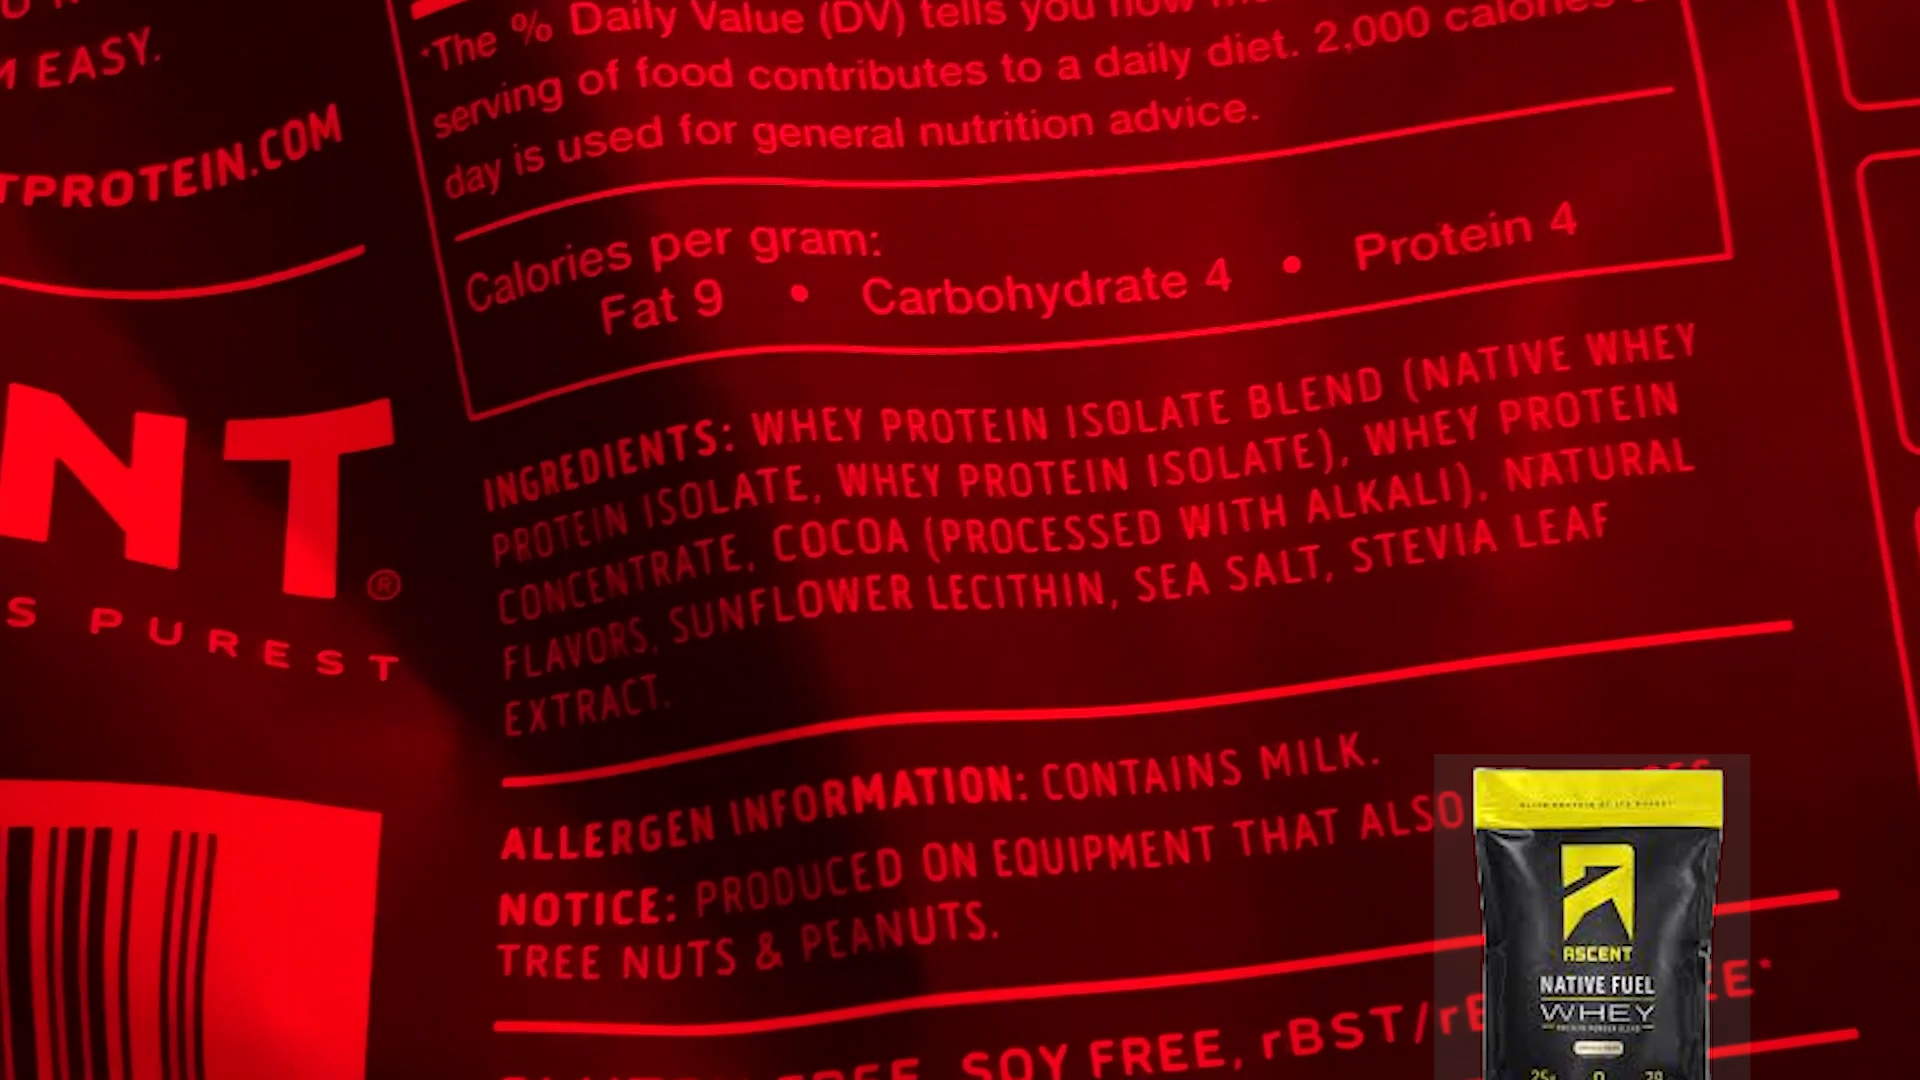 M EASY.
TPROTEIN.COM
NT®
S PUREST
*The % Daily Value (DV) tells you how
serving of food contributes to a daily diet. 2,000 calories
day is used for general nutrition advice.
Calories per gram:
Fat 9 • Carbohydrate 4 • Protein 4
INGREDIENTS: WHEY PROTEIN ISOLATE BLEND (NATIVE WHEY
PROTEIN ISOLATE, WHEY PROTEIN ISOLATE), WHEY PROTEIN
CONCENTRATE, COCOA (PROCESSED WITH ALKALI), NATURAL
FLAVORS, SUNFLOWER LECITHIN, SEA SALT, STEVIA LEAF
EXTRACT.
ALLERGEN INFORMATION: CONTAINS MILK.
NOTICE: PRODUCED ON EQUIPMENT THAT ALSO
TREE NUTS & PEANUTS.
FREE, SOY FREE, rBST/r
ASCENT
NATIVE FUEL
WHEY
25g 0